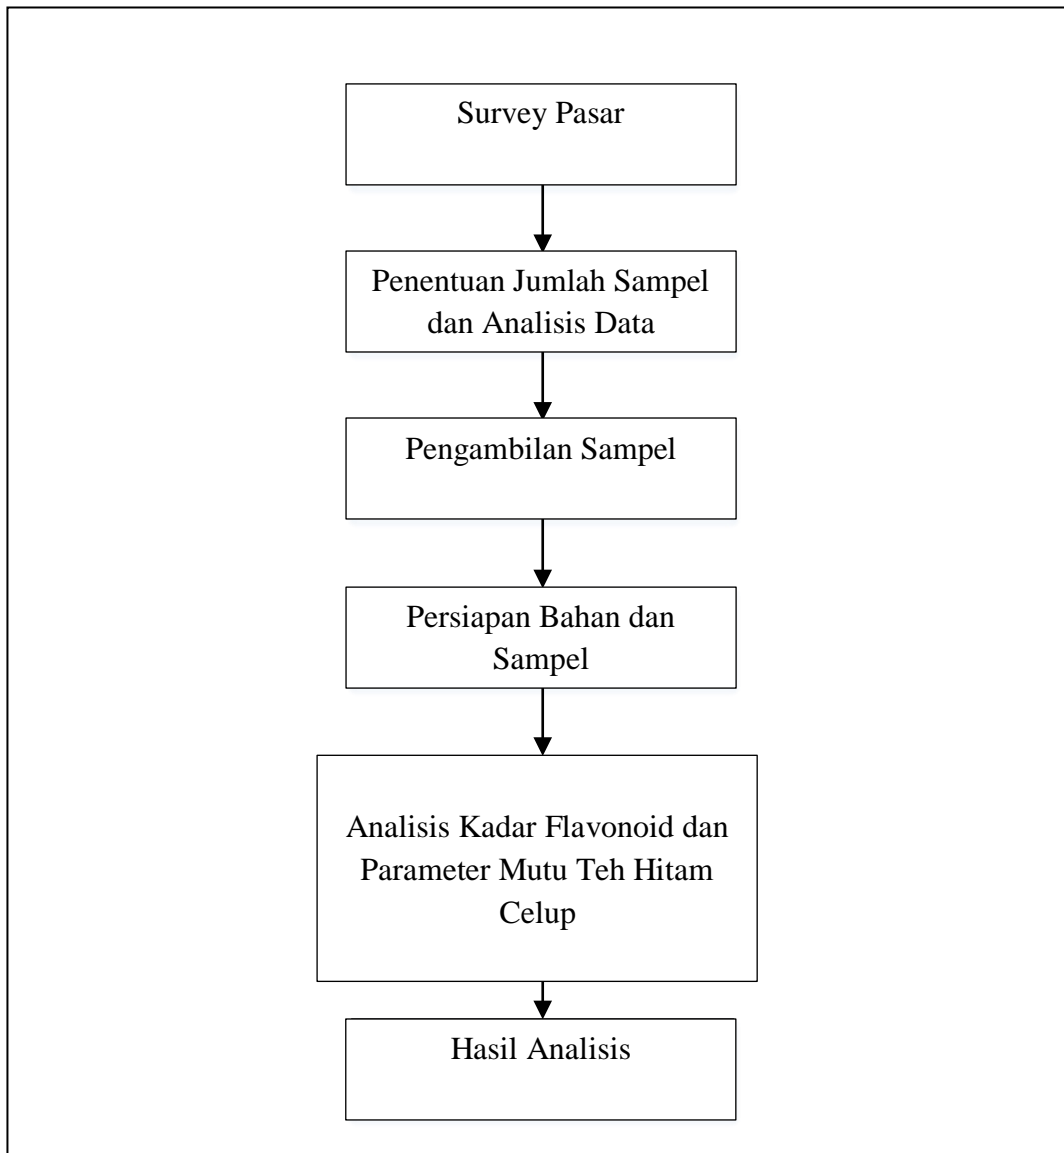 Survey Pasar
Penentuan Jumlah Sampel
dan Analisis Data
Pengambilan Sampel
Persiapan Bahan dan
Sampel
Analisis Kadar Flavonoid dan
Parameter Mutu Teh Hitam
Celup
Hasil Analisis